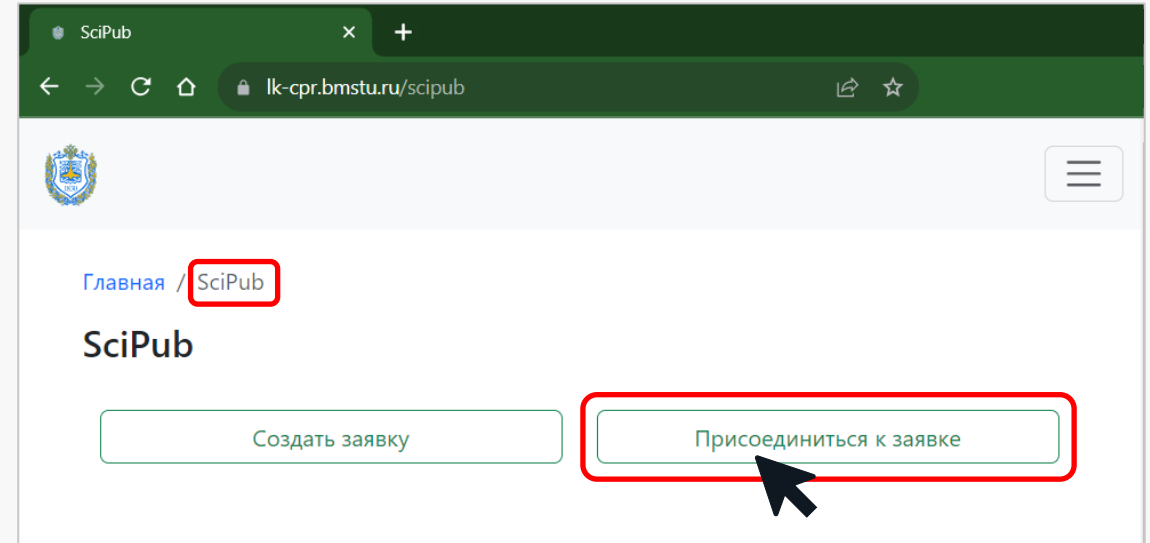 SciPub
lk-cpr.bmstu.ru/scipub
Главная / SciPub
SciPub
Создать заявку
Присоединиться к заявке